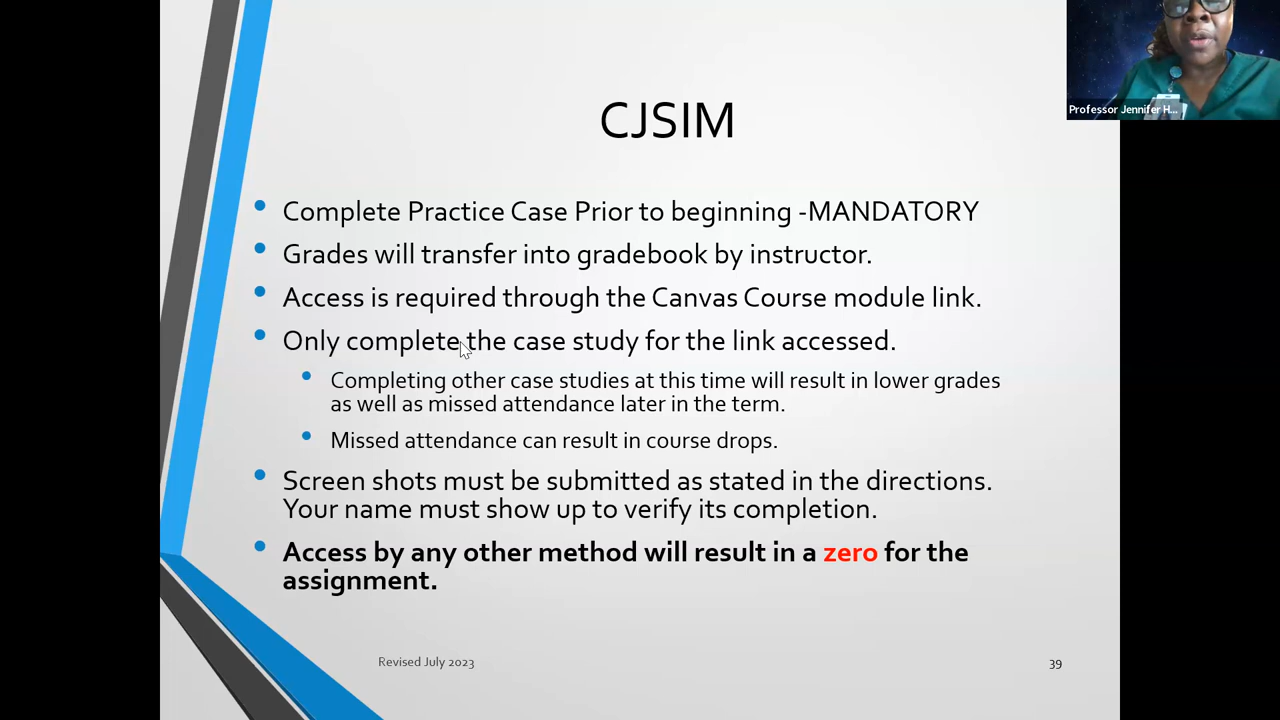 Professor Jennifer H...
CJSIM
Complete Practice Case Prior to beginning -MANDATORY
Grades will transfer into gradebook by instructor.
Access is required through the Canvas Course module link.
Only complete the case study for the link accessed.
Completing other case studies at this time will result in lower grades
as well as missed attendance later in the term.
Missed attendance can result in course drops.
Screen shots must be submitted as stated in the directions.
Your name must show up to verify its completion.
Access by any other method will result in a zero for the
assignment.
Revised July 2023
39